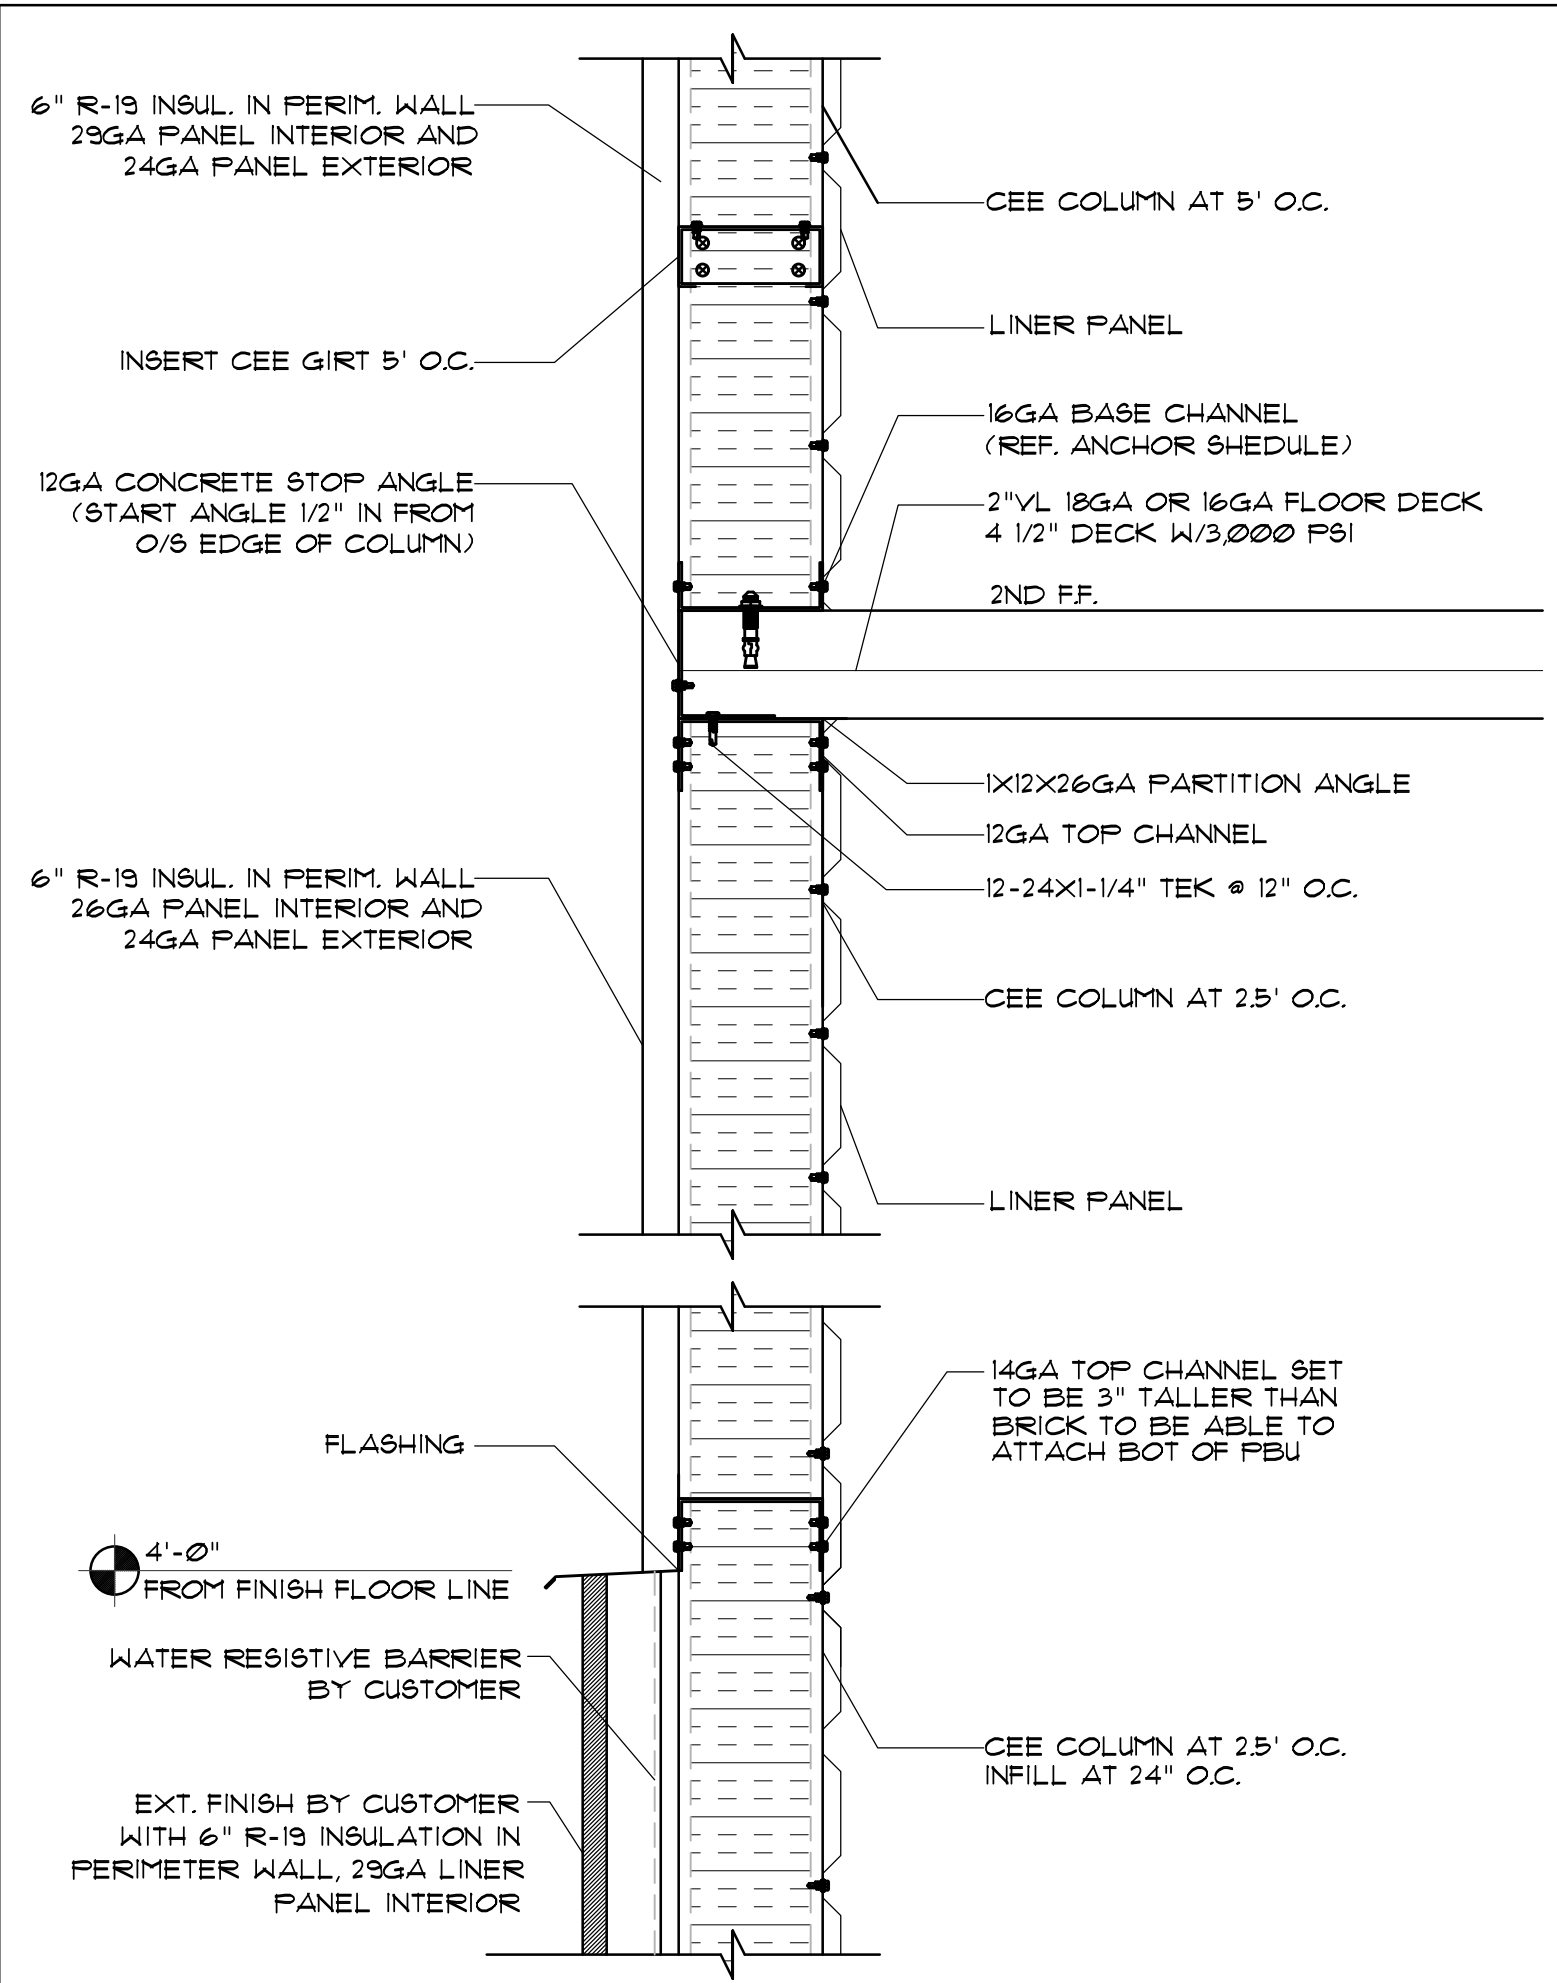 6" R-19 INSUL. IN PERIM. WALL
29GA PANEL INTERIOR AND
24GA PANEL EXTERIOR
CEE COLUMN AT 5' O.C.
LINER PANEL
INSERT CEE GIRT 5' O.C.
16GA BASE CHANNEL
(REF. ANCHOR SHEDULE)
12GA CONCRETE STOP ANGLE
(START ANGLE 1/2" IN FROM
O/S EDGE OF COLUMN)
2"VL 18GA OR 16GA FLOOR DECK
4 1/2" DECK W/3,000 PSI
2ND F.F.
1X12X26GA PARTITION ANGLE
12GA TOP CHANNEL
12-24X1-1/4" TEK @ 12" O.C.
6" R-19 INSUL. IN PERIM. WALL
26GA PANEL INTERIOR AND
24GA PANEL EXTERIOR
CEE COLUMN AT 2.5' O.C.
LINER PANEL
14GA TOP CHANNEL SET
TO BE 3" TALLER THAN
BRICK TO BE ABLE TO
ATTACH BOT OF PBU
FLASHING
4'-0"
FROM FINISH FLOOR LINE
WATER RESISTIVE BARRIER
BY CUSTOMER
CEE COLUMN AT 2.5' O.C.
INFILL AT 24" O.C.
EXT. FINISH BY CUSTOMER
WITH 6" R-19 INSULATION IN
PERIMETER WALL, 29GA LINER
PANEL INTERIOR